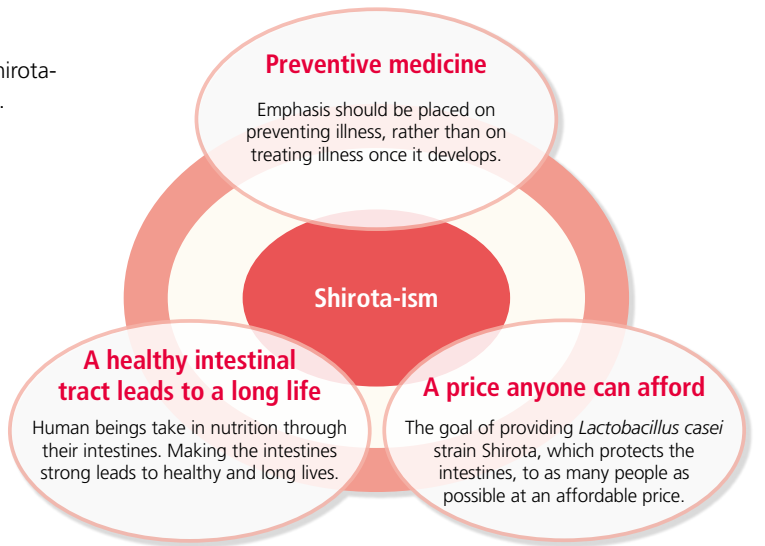 hirota-
.
Preventive medicine
Emphasis should be placed on
preventing illness, rather than on
treating illness once it develops.
Shirota-ism
A healthy intestinal
tract leads to a long life
Human beings take in nutrition through
their intestines. Making the intestines
strong leads to healthy and long lives.
A price anyone can afford
The goal of providing Lactobacillus casei
strain Shirota, which protects the
intestines, to as many people as
possible at an affordable price.